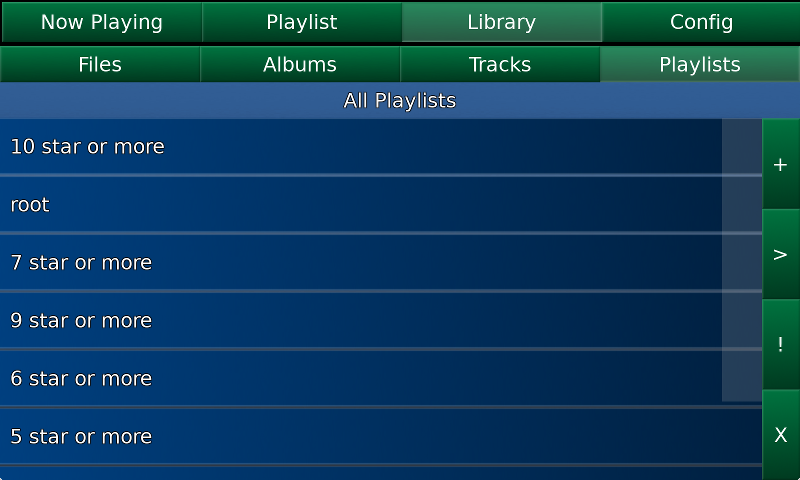 Now Playing Playlist Library Config
Files Albums Tracks Playlists
All Playlists
10 star or more
+
root
7 star or more
>
9 star or more
!
6 star or more
5 star or more
X